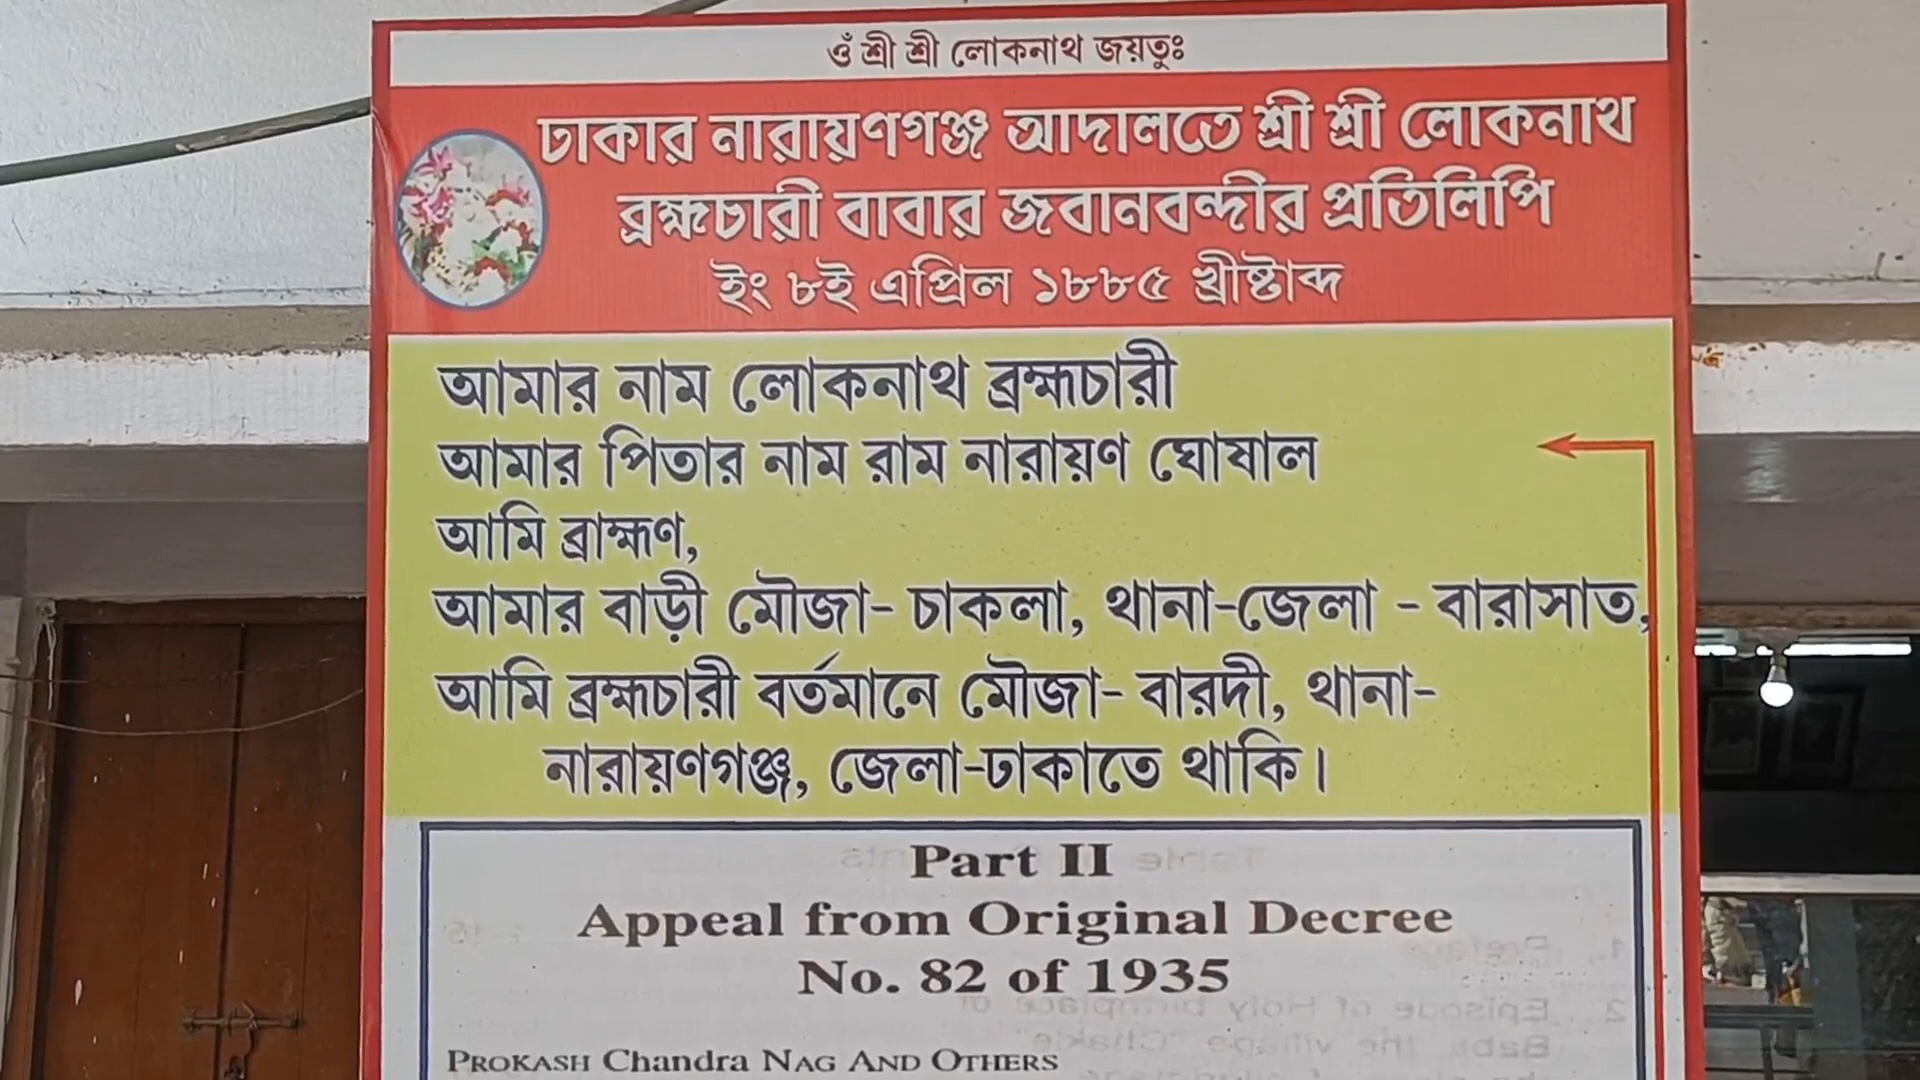 ওঁ শ্রী শ্রী লোকনাথ জয়তুঃ
ঢাকার নারায়ণগঞ্জ আদালতে শ্রী শ্রী লোকনাথ
ব্রহ্মচারী বাবার জবানবন্দীর প্রতিলিপি
ইং ৮ই এপ্রিল ১৮৮৫ খ্রীষ্টাব্দ
আমার নাম লোকনাথ ব্রহ্মচারী
আমার পিতার নাম রাম নারায়ণ ঘোষাল
আমি ব্রাহ্মণ,
আমার বাড়ী মৌজা- চাকলা, থানা-জেলা - বারাসাত,
আমি ব্রহ্মচারী বর্তমানে মৌজা- বারদী, থানা-
নারায়ণগঞ্জ, জেলা-ঢাকাতে থাকি।
Part II
Appeal from Original Decree
No. 82 of 1935
PROKASH Chandra NAG AND OTHERS